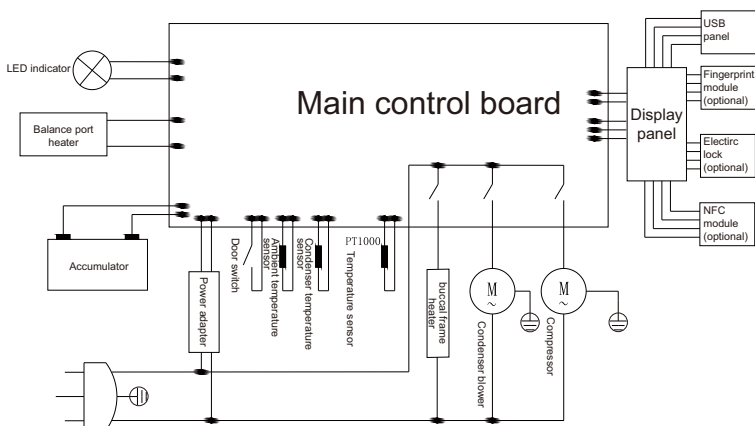 LED indicator
Balance port
heater
Accumulator
Main control board
USB
panel
Fingerprint
module
(optional)
Display
panel
Electirc
lock
(optional)
NFC
module
(optional)
Power adapter
Door switch
Ambient temperature
sensor
Condenser temperature
sensor
PT1000
Temperature sensor
buccal frame
heater
M
~
Condenser blower
M
~
Compressor